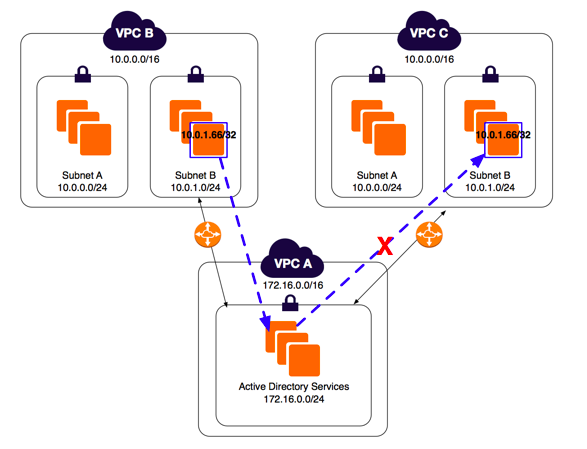 VPC B
10.0.0.0/16
10.0.1.66/32
Subnet A
10.0.0.0/24
Subnet B
10.0.1.0/24
VPC C
10.0.0.0/16
10.0.1.66/32
Subnet A
10.0.0.0/24
Subnet B
10.0.1.0/24
X
VPC A
172.16.0.0/16
Active Directory Services
172.16.0.0/24